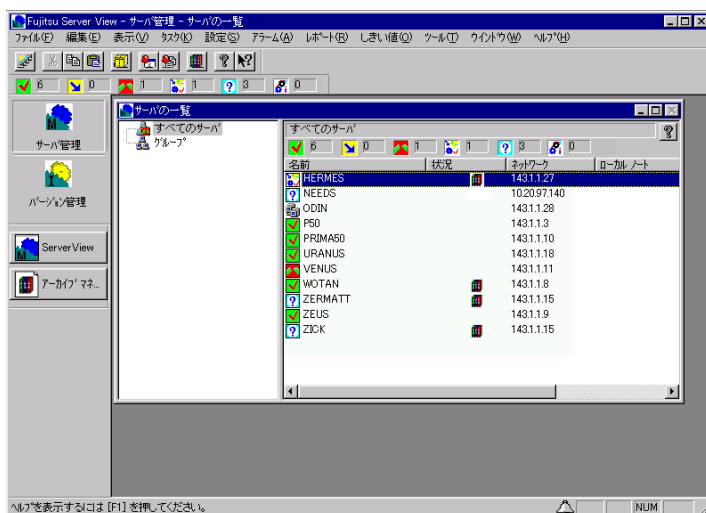 Fujitsu Server View - サーバ管理 - サーバの一覧
ファイル(F) 編集(E) 表示(V) タスク(K) 設定(S) アラーム(A) レポート(R) しきい値(O) ツール(T) ウインドウ(W) ヘルプ(H)
6 0 1 1 3 0
サーバ管理
バージョン管理
ServerView
アーカイブ マネ...
サーバの一覧
すべてのサーバ
グループ
すべてのサーバ
6 0 1 1 3 0
名前 状況 ネットワーク ローカル ノート
HERMES 143.1.1.27
NEEDS 10.20.97.140
ODIN 143.1.1.28
P50 143.1.1.3
PRIMA50 143.1.1.10
URANUS 143.1.1.18
VENUS 143.1.1.11
WOTAN 143.1.1.8
ZERMATT 143.1.1.15
ZEUS 143.1.1.9
ZICK 143.1.1.15
ヘルプを表示するには [F1] を押してください。 NUM